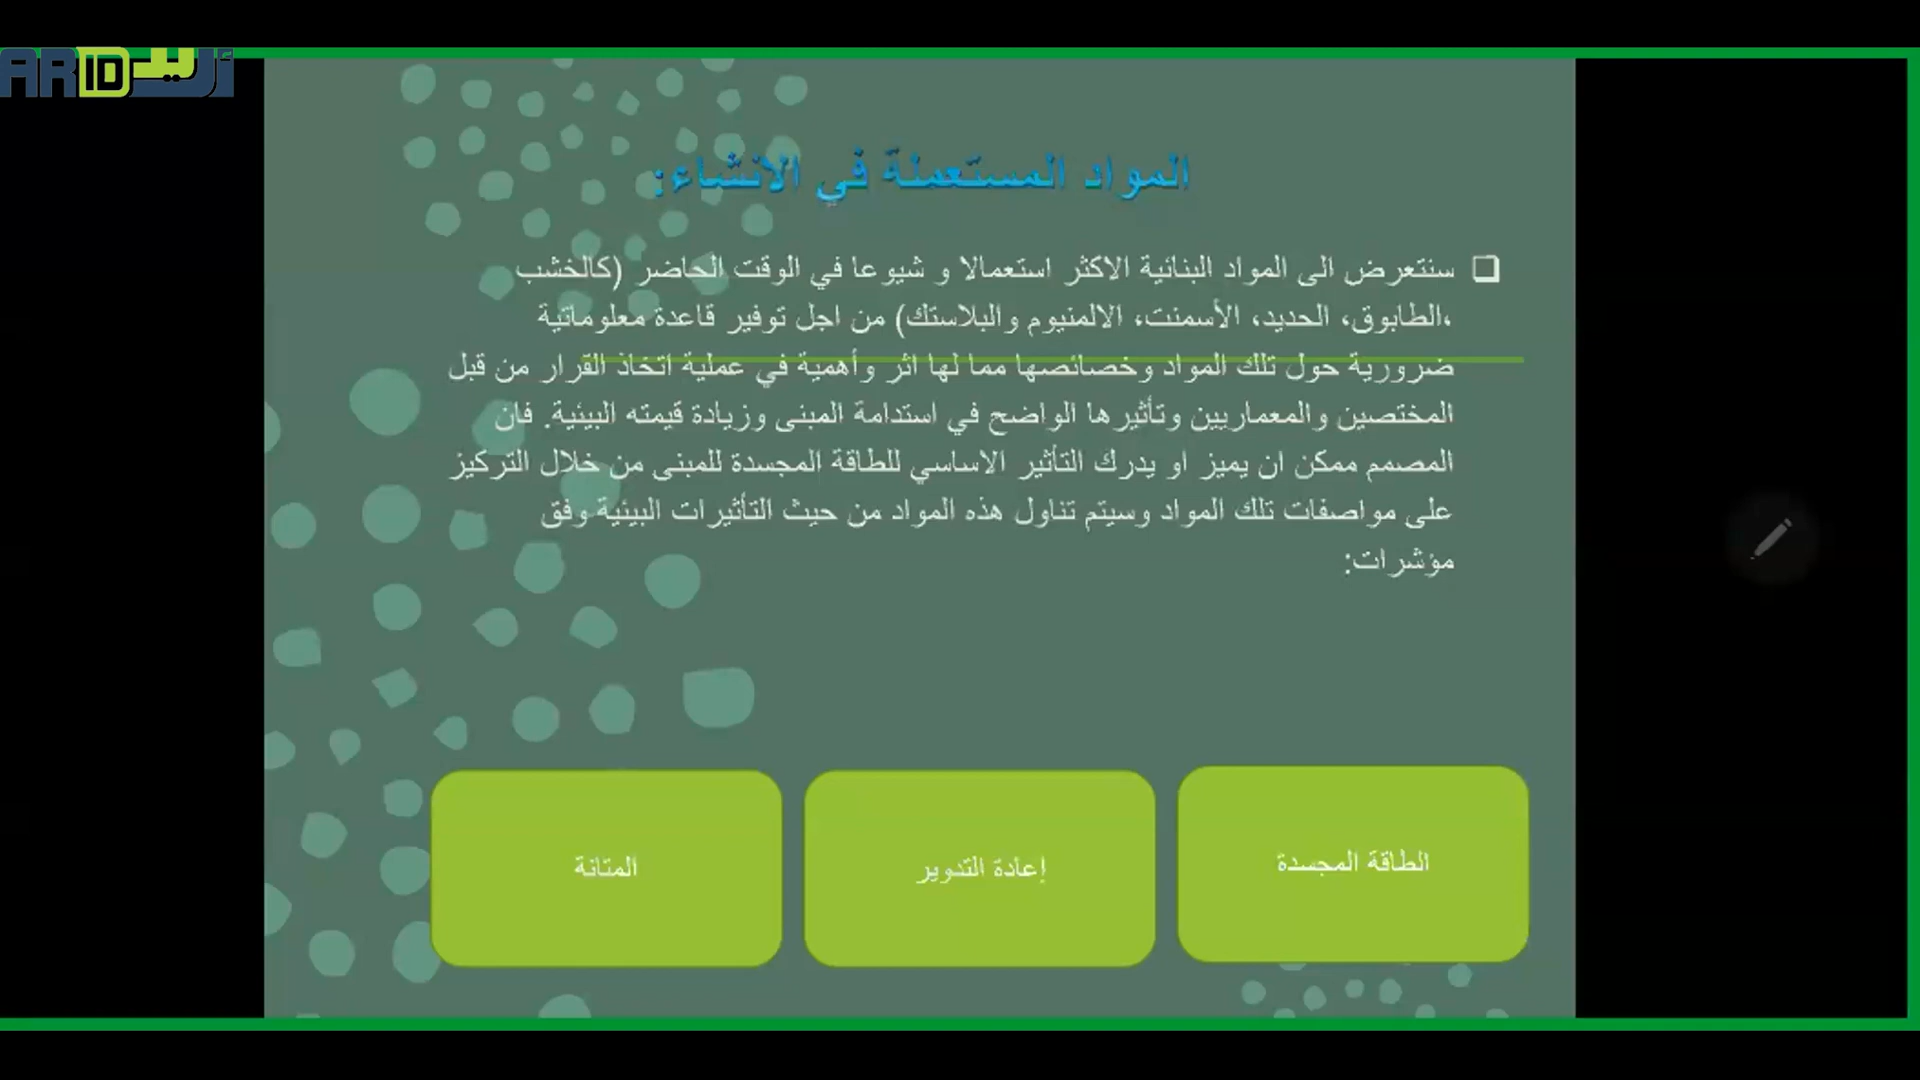 ARID أريد
المواد المستعملة في الانشاء:
❑ سنتعرض الى المواد البنائية الاكثر استعمالا و شيوعا في الوقت الحاضر (كالخشب
،الطابوق، الحديد، الأسمنت، الالمنيوم والبلاستك) من اجل توفير قاعدة معلوماتية
ضرورية حول تلك المواد وخصائصها مما لها اثر وأهمية في عملية اتخاذ القرار من قبل
المختصين والمعماريين وتأثيرها الواضح في استدامة المبنى وزيادة قيمته البيئية. فان
المصمم ممكن ان يميز او يدرك التأثير الاساسي للطاقة المجسدة للمبنى من خلال التركيز
على مواصفات تلك المواد وسيتم تناول هذه المواد من حيث التأثيرات البيئية وفق
مؤشرات:
الطاقة المجسدة
إعادة التدوير
المتانة